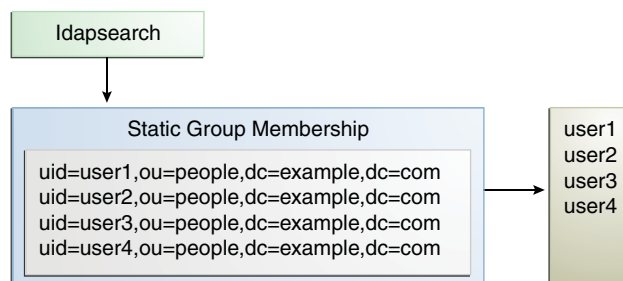 ldapsearch
Static Group Membership
uid=user1,ou=people,dc=example,dc=com
uid=user2,ou=people,dc=example,dc=com
uid=user3,ou=people,dc=example,dc=com
uid=user4,ou=people,dc=example,dc=com
user1
user2
user3
user4